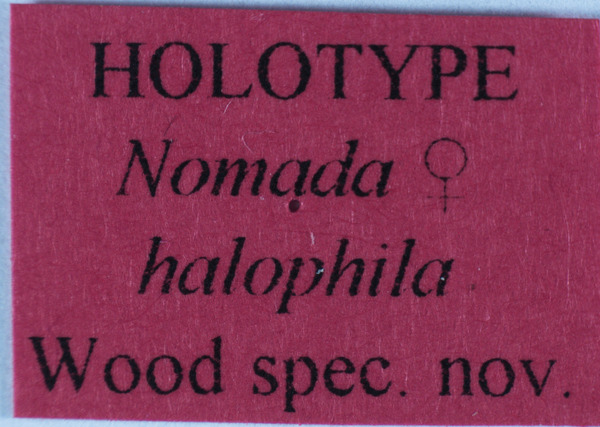 HOLOTYPE
Nomada ♀
halophila
Wood spec. nov.